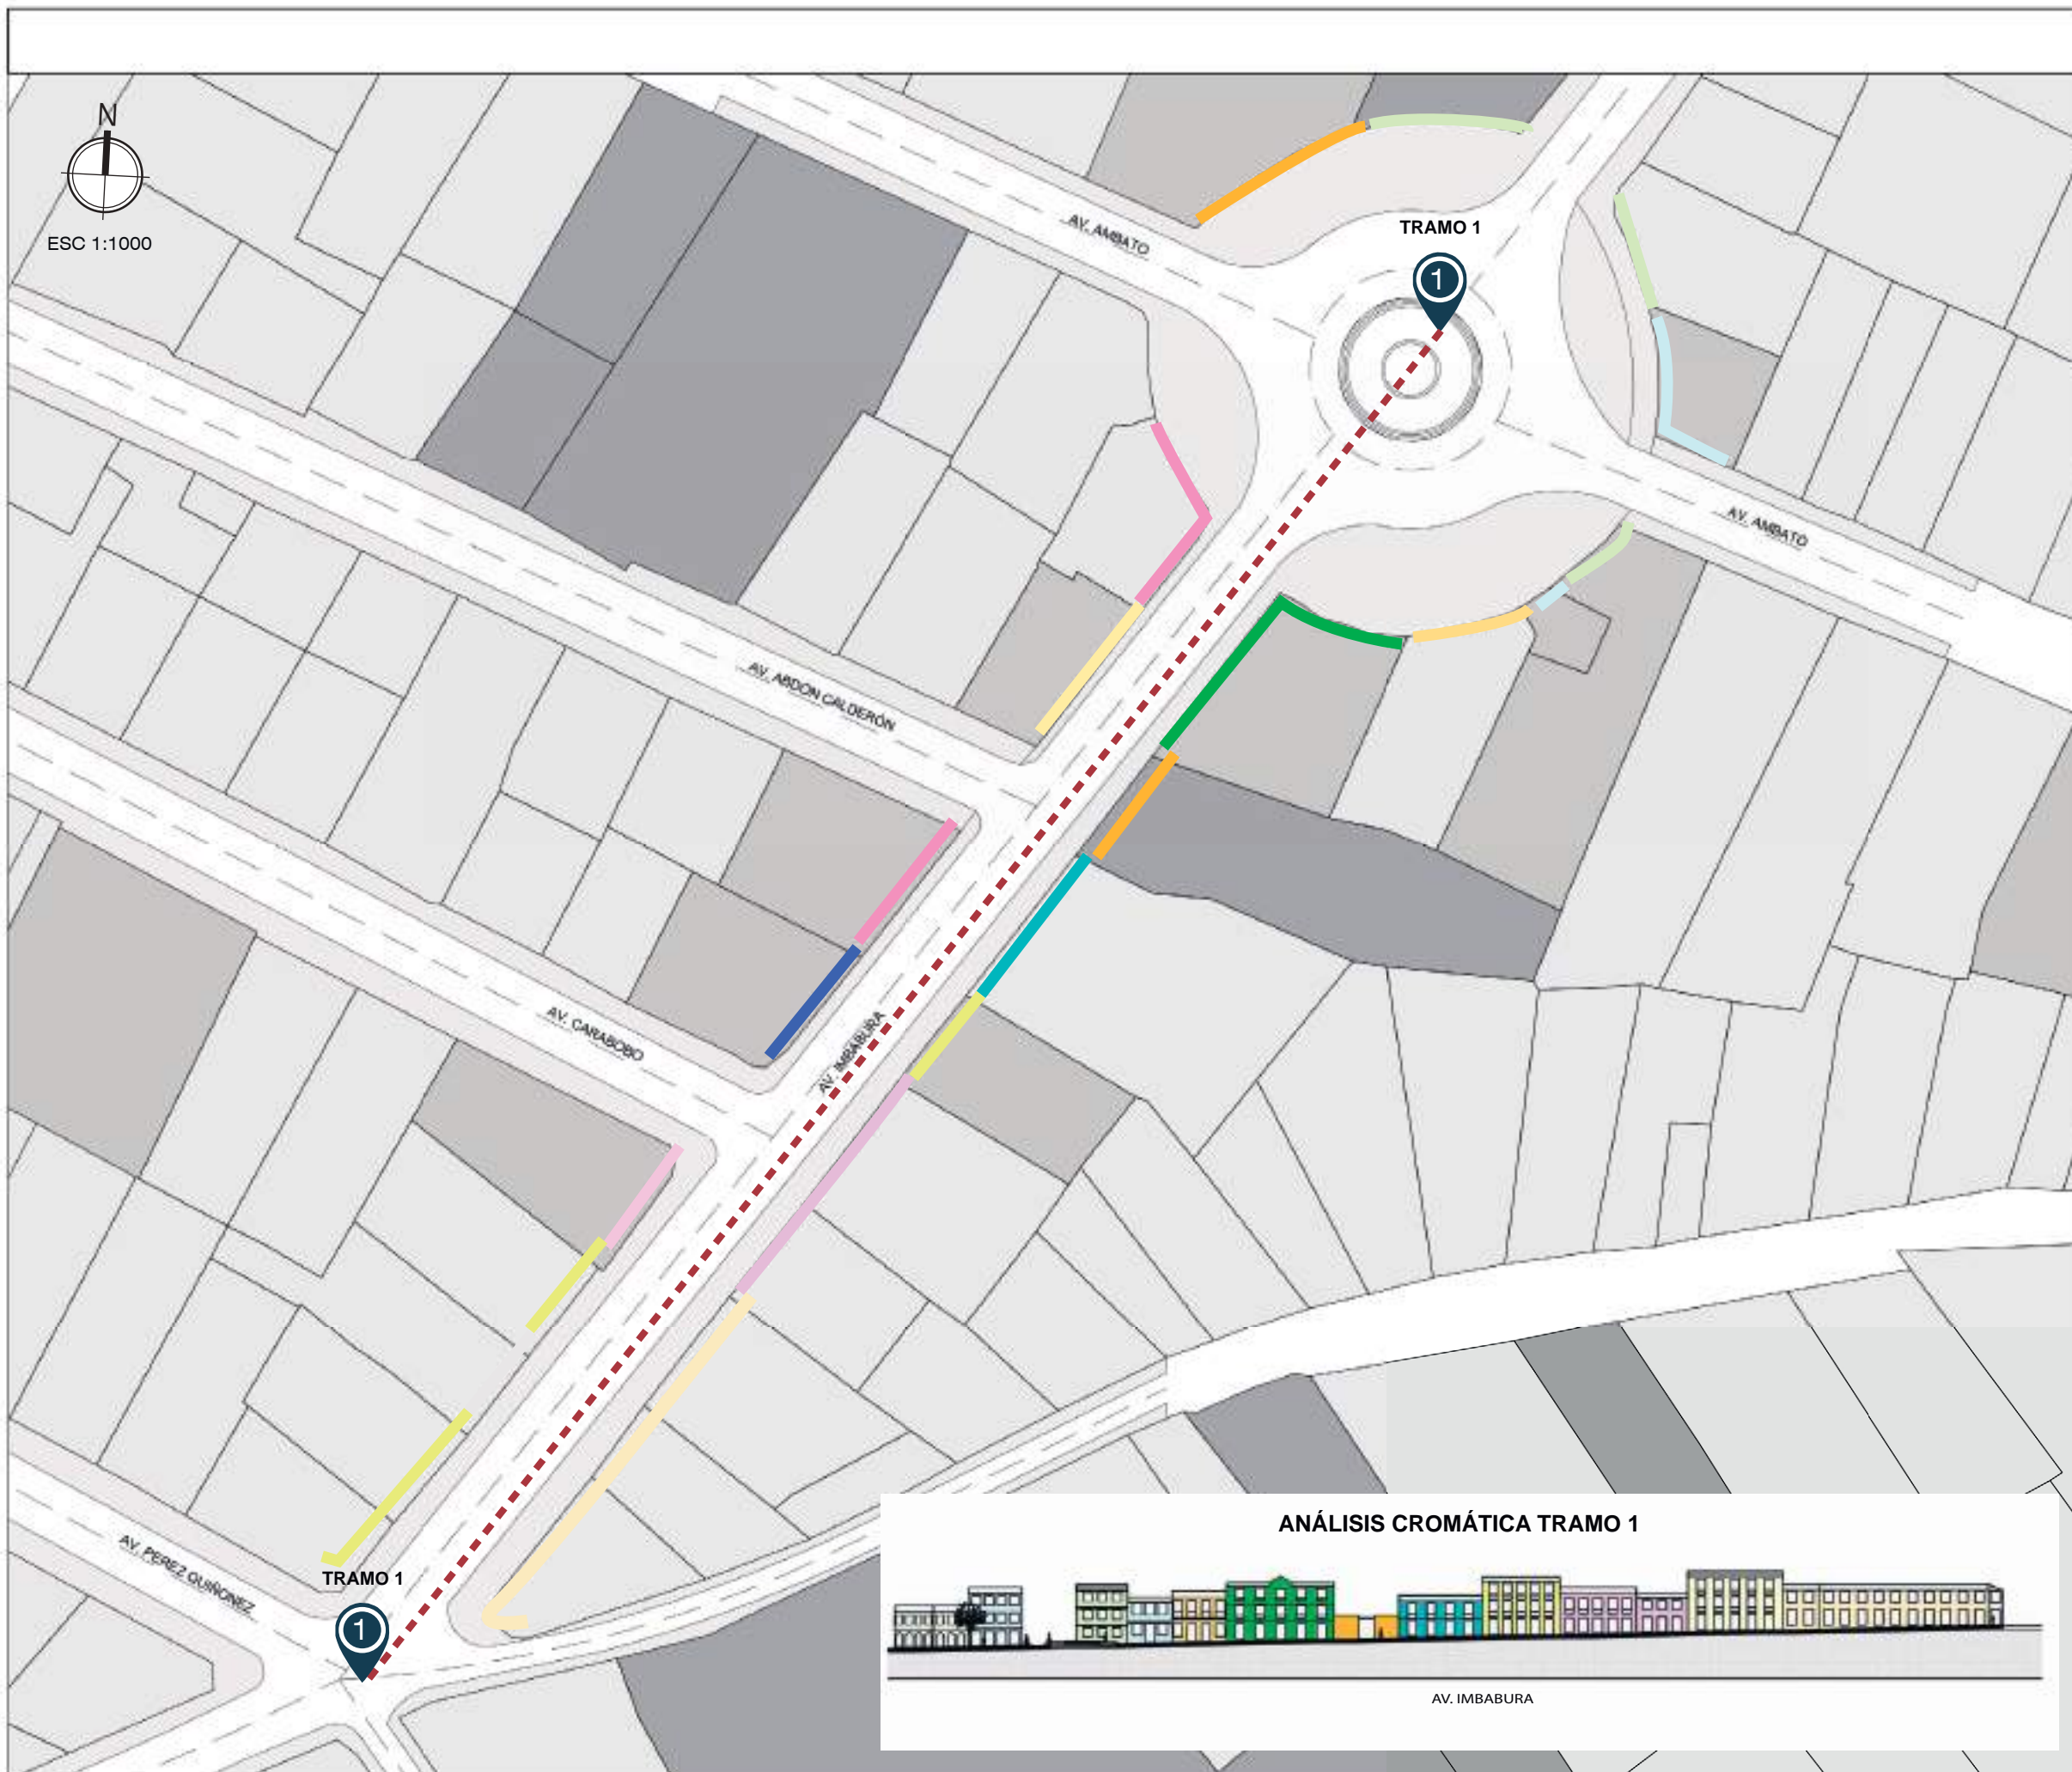 N
ESC 1:1000
AV. AMBATO
TRAMO 1
1
AV. AMBATO
AV. ABDON CALDERÓN
AV. IMBABURA
AV. CARABOBO
AV. PEREZ QUIÑONEZ
TRAMO 1
1
ANÁLISIS CROMÁTICA TRAMO 1
AV. IMBABURA